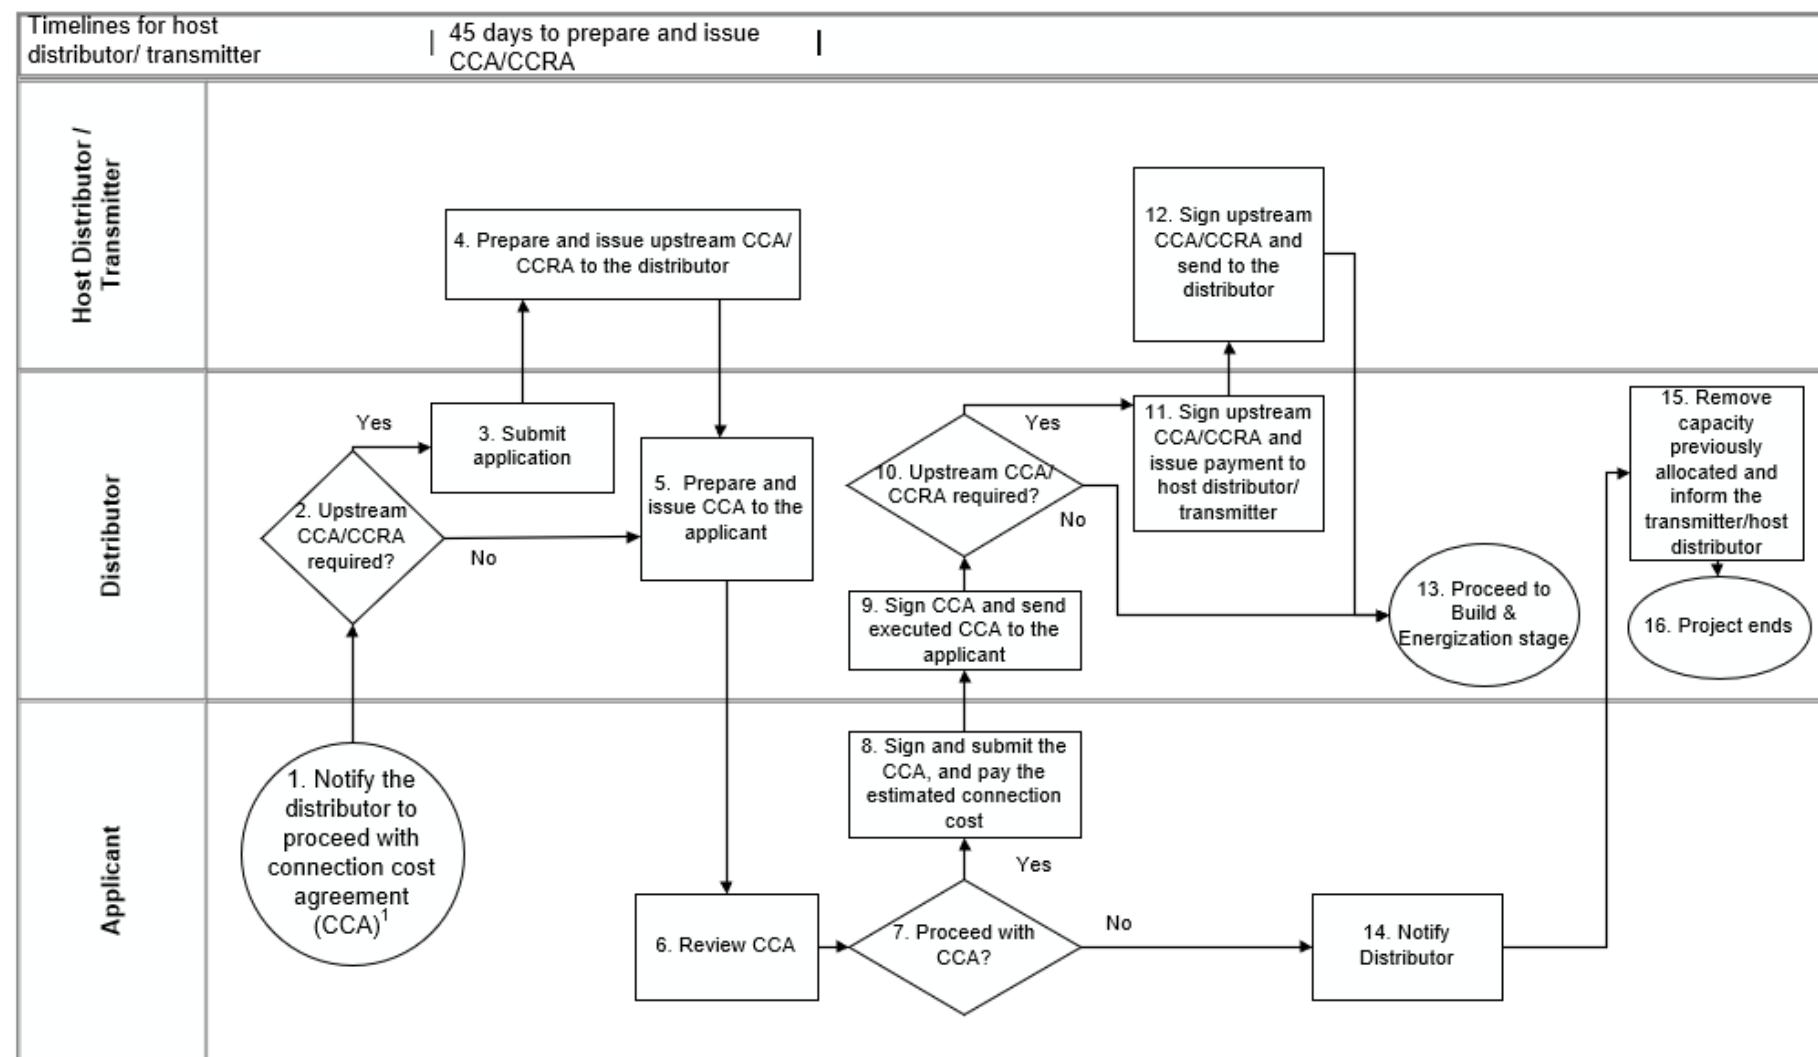 Timelines for host
distributor/ transmitter
45 days to prepare and issue
CCA/CCRA
Host Distributor /
Transmitter
4. Prepare and issue upstream CCA/
CCRA to the distributor
12. Sign upstream
CCA/CCRA and
send to the
distributor
Distributor
2. Upstream
CCA/CCRA
required?
Yes
No
3. Submit
application
5. Prepare and
issue CCA to the
applicant
10. Upstream CCA/
CCRA required?
Yes
No
11. Sign upstream
CCA/CCRA and
issue payment to
host distributor/
transmitter
9. Sign CCA and send
executed CCA to the
applicant
13. Proceed to
Build &
Energization stage
15. Remove
capacity
previously
allocated and
inform the
transmitter/host
distributor
16. Project ends
Applicant
1. Notify the
distributor to
proceed with
connection cost
agreement
(CCA)1
6. Review CCA
7. Proceed with
CCA?
Yes
No
8. Sign and submit the
CCA, and pay the
estimated connection
cost
14. Notify
Distributor